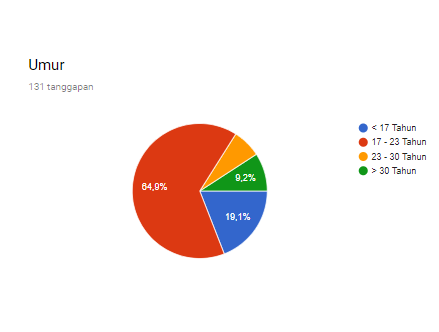 Umur
131 tanggapan
< 17 Tahun
17 - 23 Tahun
23 - 30 Tahun
> 30 Tahun
64,9%
9,2%
19,1%